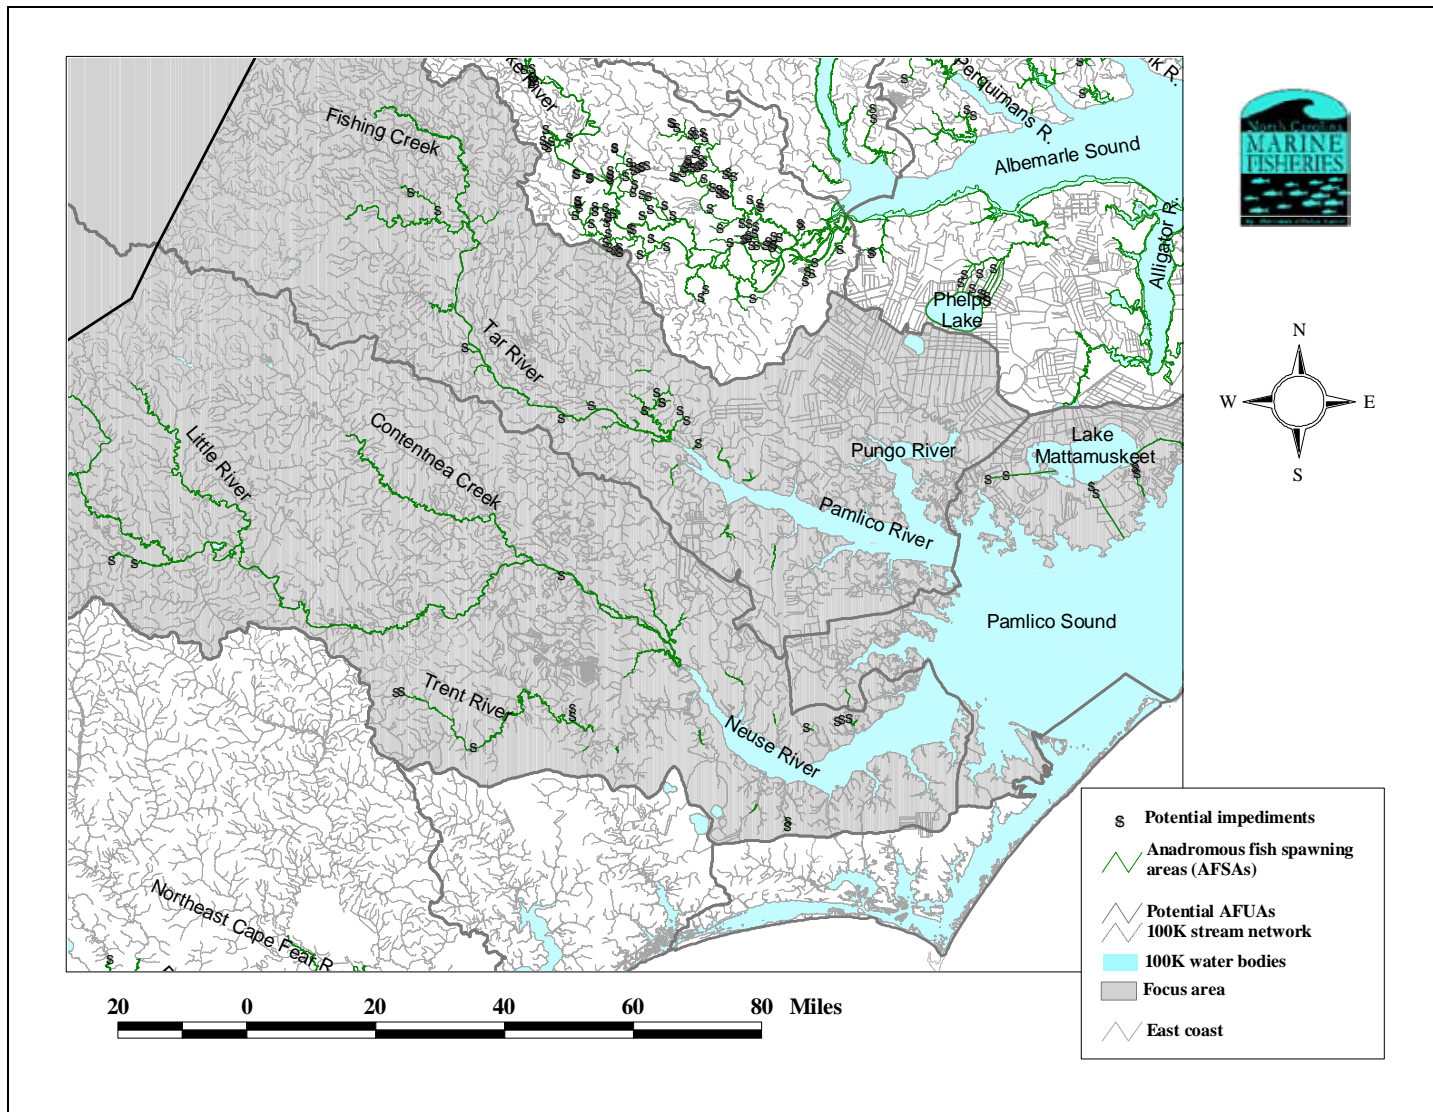 ke River
Perquimans R.
nk R.
Fishing Creek
Albemarle Sound
Alligator R.
Phelps
Lake
Tar River
Contentnea Creek
Little River
Pungo River
Lake
Mattamuskeet
Pamlico River
Pamlico Sound
Trent River
Neuse River
Northeast Cape Fear R.
North Carolina
MARINE
FISHERIES
N
W
E
S
S Potential impediments
Anadromous fish spawning
areas (AFSAs)
Potential AFUAs
100K stream network
100K water bodies
Focus area
East coast
20 0 20 40 60 80 Miles